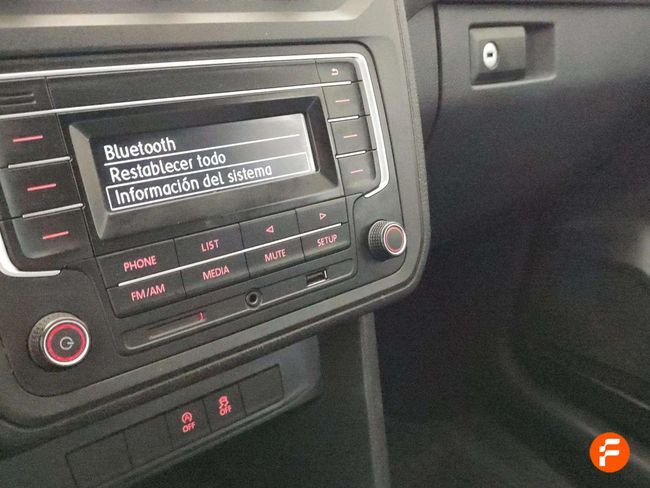 Bluetooth
Restablecer todo
Información del sistema
PHONE LIST
FM/AM MEDIA MUTE SETUP
OFF OFF